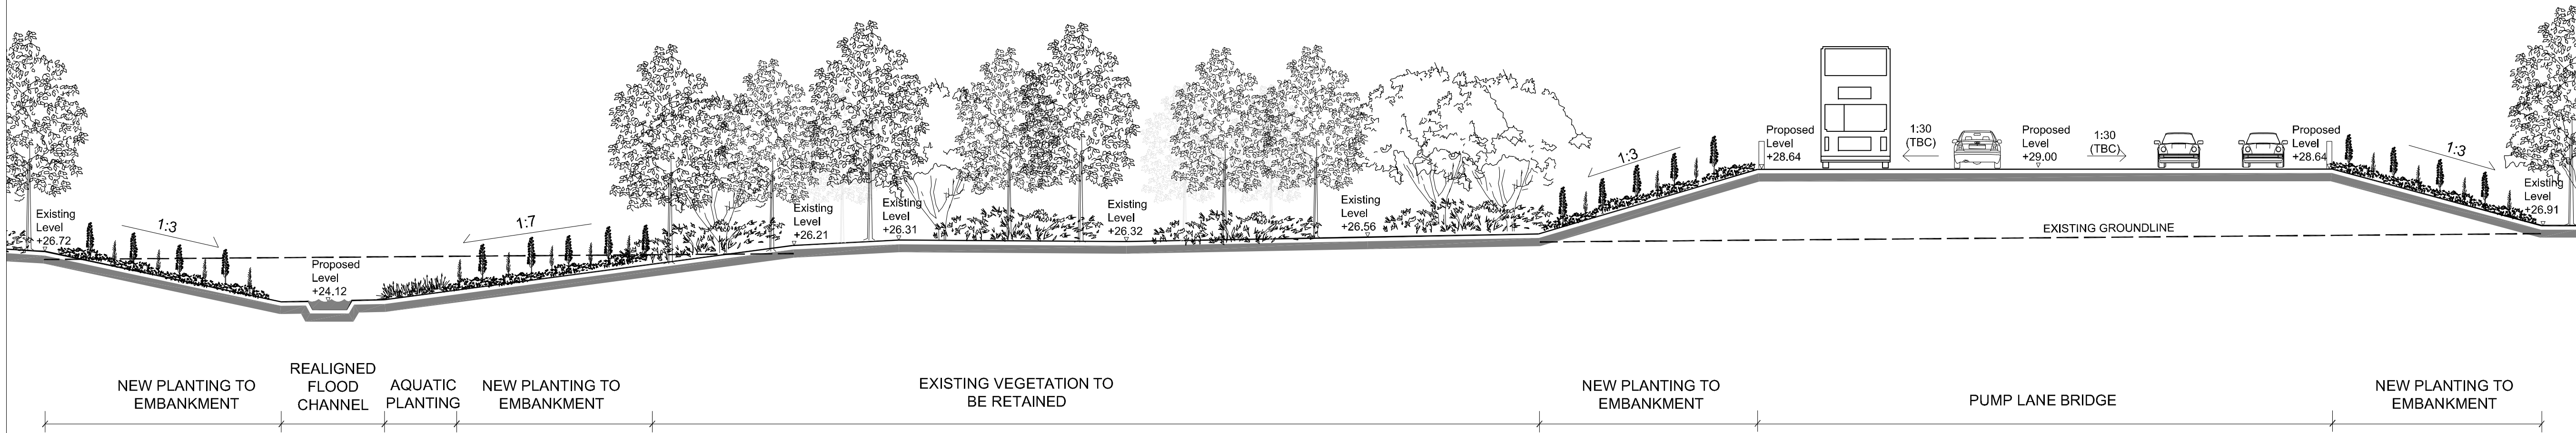 Existing
Level
+26.72
1:3
Proposed
Level
+24.12
1:7
Existing
Level
+26.21
Existing
Level
+26.31
Existing
Level
+26.32
Existing
Level
+26.56
1:3
Proposed
Level
+28.64
1:30
(TBC)
Proposed
Level
+29.00
1:30
(TBC)
Proposed
Level
+28.64
1:3
Existing
Level
+26.91
EXISTING GROUNDLINE
NEW PLANTING TO
EMBANKMENT
REALIGNED
FLOOD
CHANNEL
AQUATIC
PLANTING
NEW PLANTING TO
EMBANKMENT
EXISTING VEGETATION TO
BE RETAINED
NEW PLANTING TO
EMBANKMENT
PUMP LANE BRIDGE
NEW PLANTING TO
EMBANKMENT